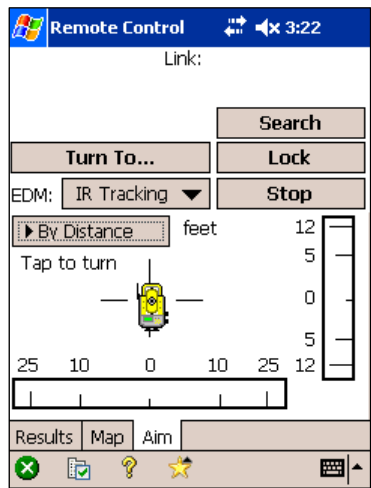 Remote Control 3:22
Link:
Search
Turn To... Lock
EDM: IR Tracking Stop
By Distance feet 12
5
Tap to turn
0
5
25 10 0 10 25 12
Results Map Aim